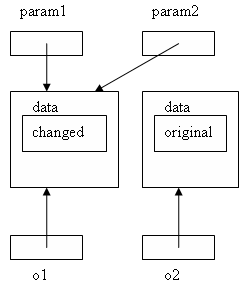 param1 param2
data data
changed original
o1 o2